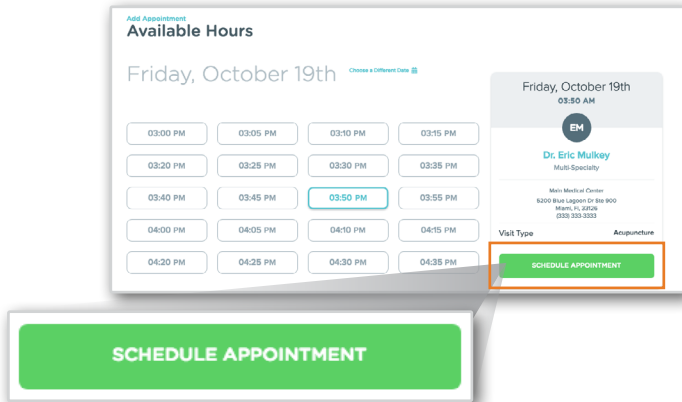 Add Appointment
Available Hours
Friday, October 19th
Choose a Different Date
03:00 PM 03:05 PM 03:10 PM 03:15 PM
03:20 PM 03:25 PM 03:30 PM 03:35 PM
03:40 PM 03:45 PM 03:50 PM 03:55 PM
04:00 PM 04:05 PM 04:10 PM 04:15 PM
04:20 PM 04:25 PM 04:30 PM 04:35 PM
Friday, October 19th
03:50 AM
EM
Dr. Eric Mulkey
Multi-Specialty
Main Medical Center
5200 Blue Lagoon Dr Ste 900
Miami, FL 33126
(333) 333-3333
Visit Type Acupuncture
SCHEDULE APPOINTMENT
SCHEDULE APPOINTMENT